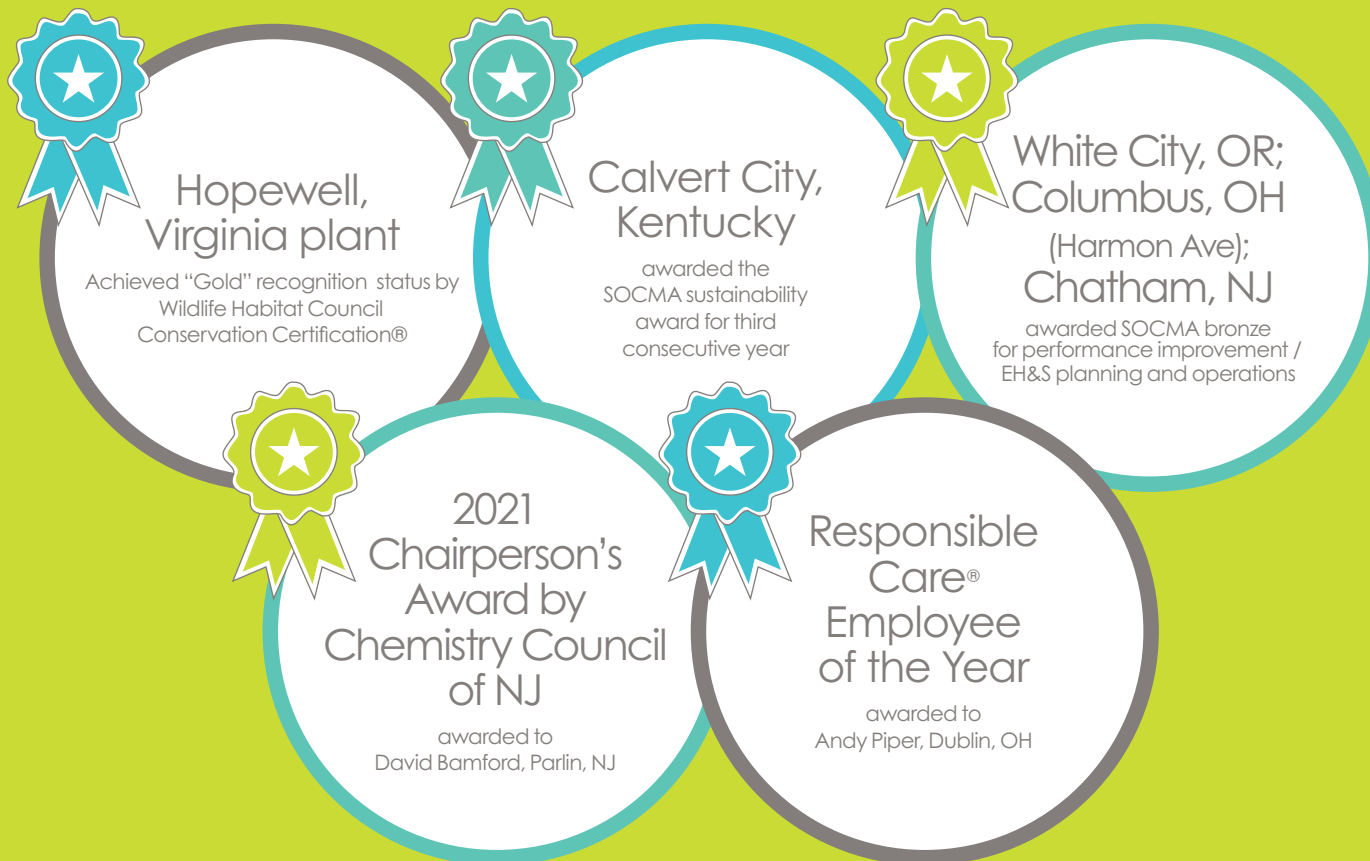 Hopewell,
Virginia plant
Achieved “Gold” recognition status by
Wildlife Habitat Council
Conservation Certification®
Calvert City,
Kentucky
awarded the
SOCMA sustainability
award for third
consecutive year
White City, OR;
Columbus, OH
(Harmon Ave);
Chatham, NJ
awarded SOCMA bronze
for performance improvement /
EH&S planning and operations
2021
Chairperson’s
Award by
Chemistry Council
of NJ
awarded to
David Bamford, Parlin, NJ
Responsible
Care®
Employee
of the Year
awarded to
Andy Piper, Dublin, OH